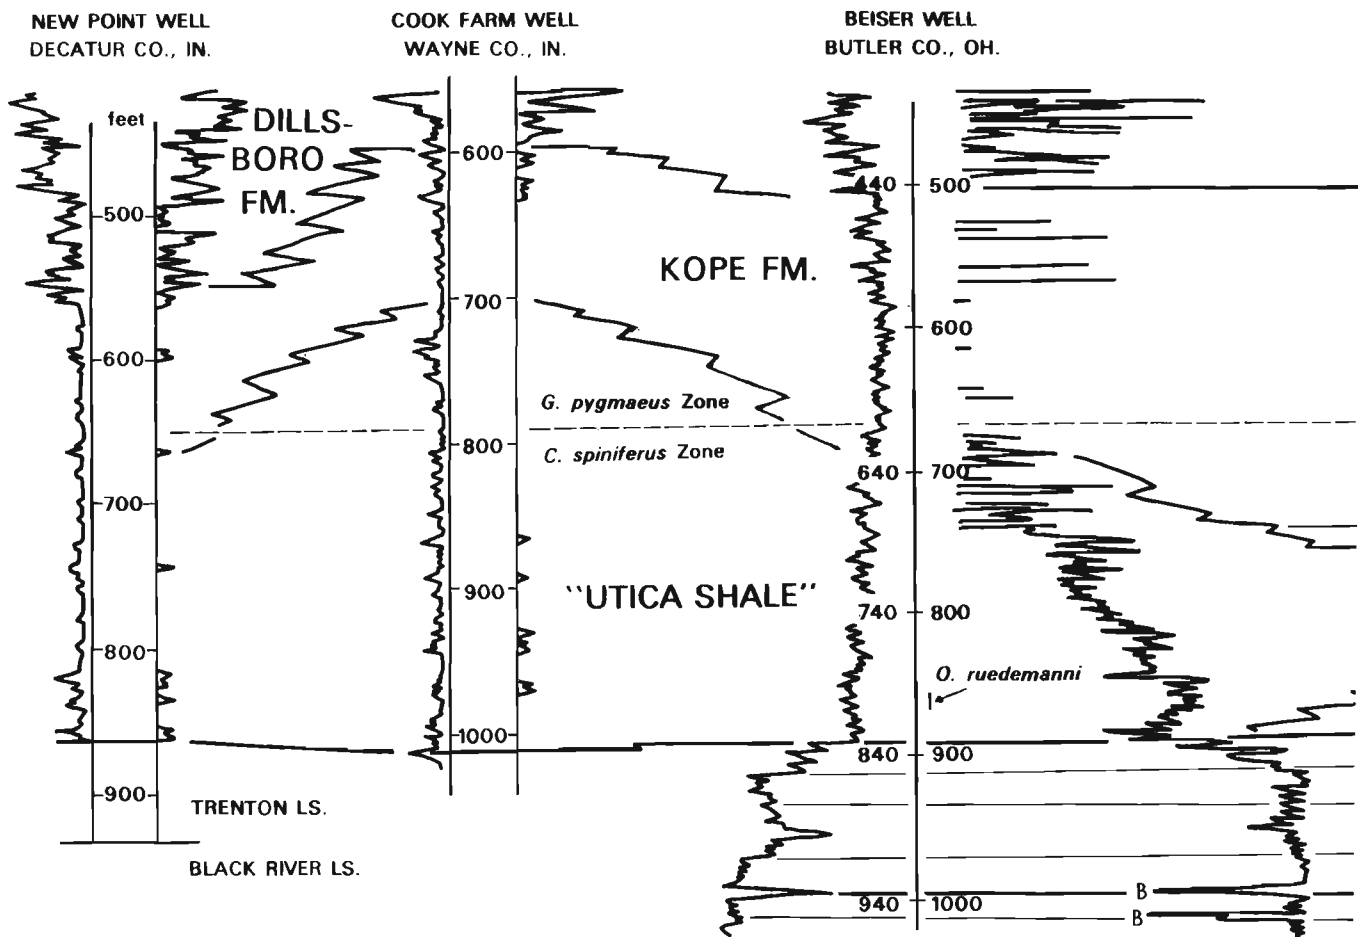 NEW POINT WELL
DECATUR CO., IN.
COOK FARM WELL
WAYNE CO., IN.
BEISER WELL
BUTLER CO., OH.
feet
DILLS-
BORO
FM.
500
600
700
800
900
600
700
800
900
1000
KOPE FM.
G. pygmaeus Zone
C. spiniferus Zone
"UTICA SHALE"
440 500
600
640 700
740 800
O. ruedemanni
840 900
940 1000
B
B
TRENTON LS.
BLACK RIVER LS.